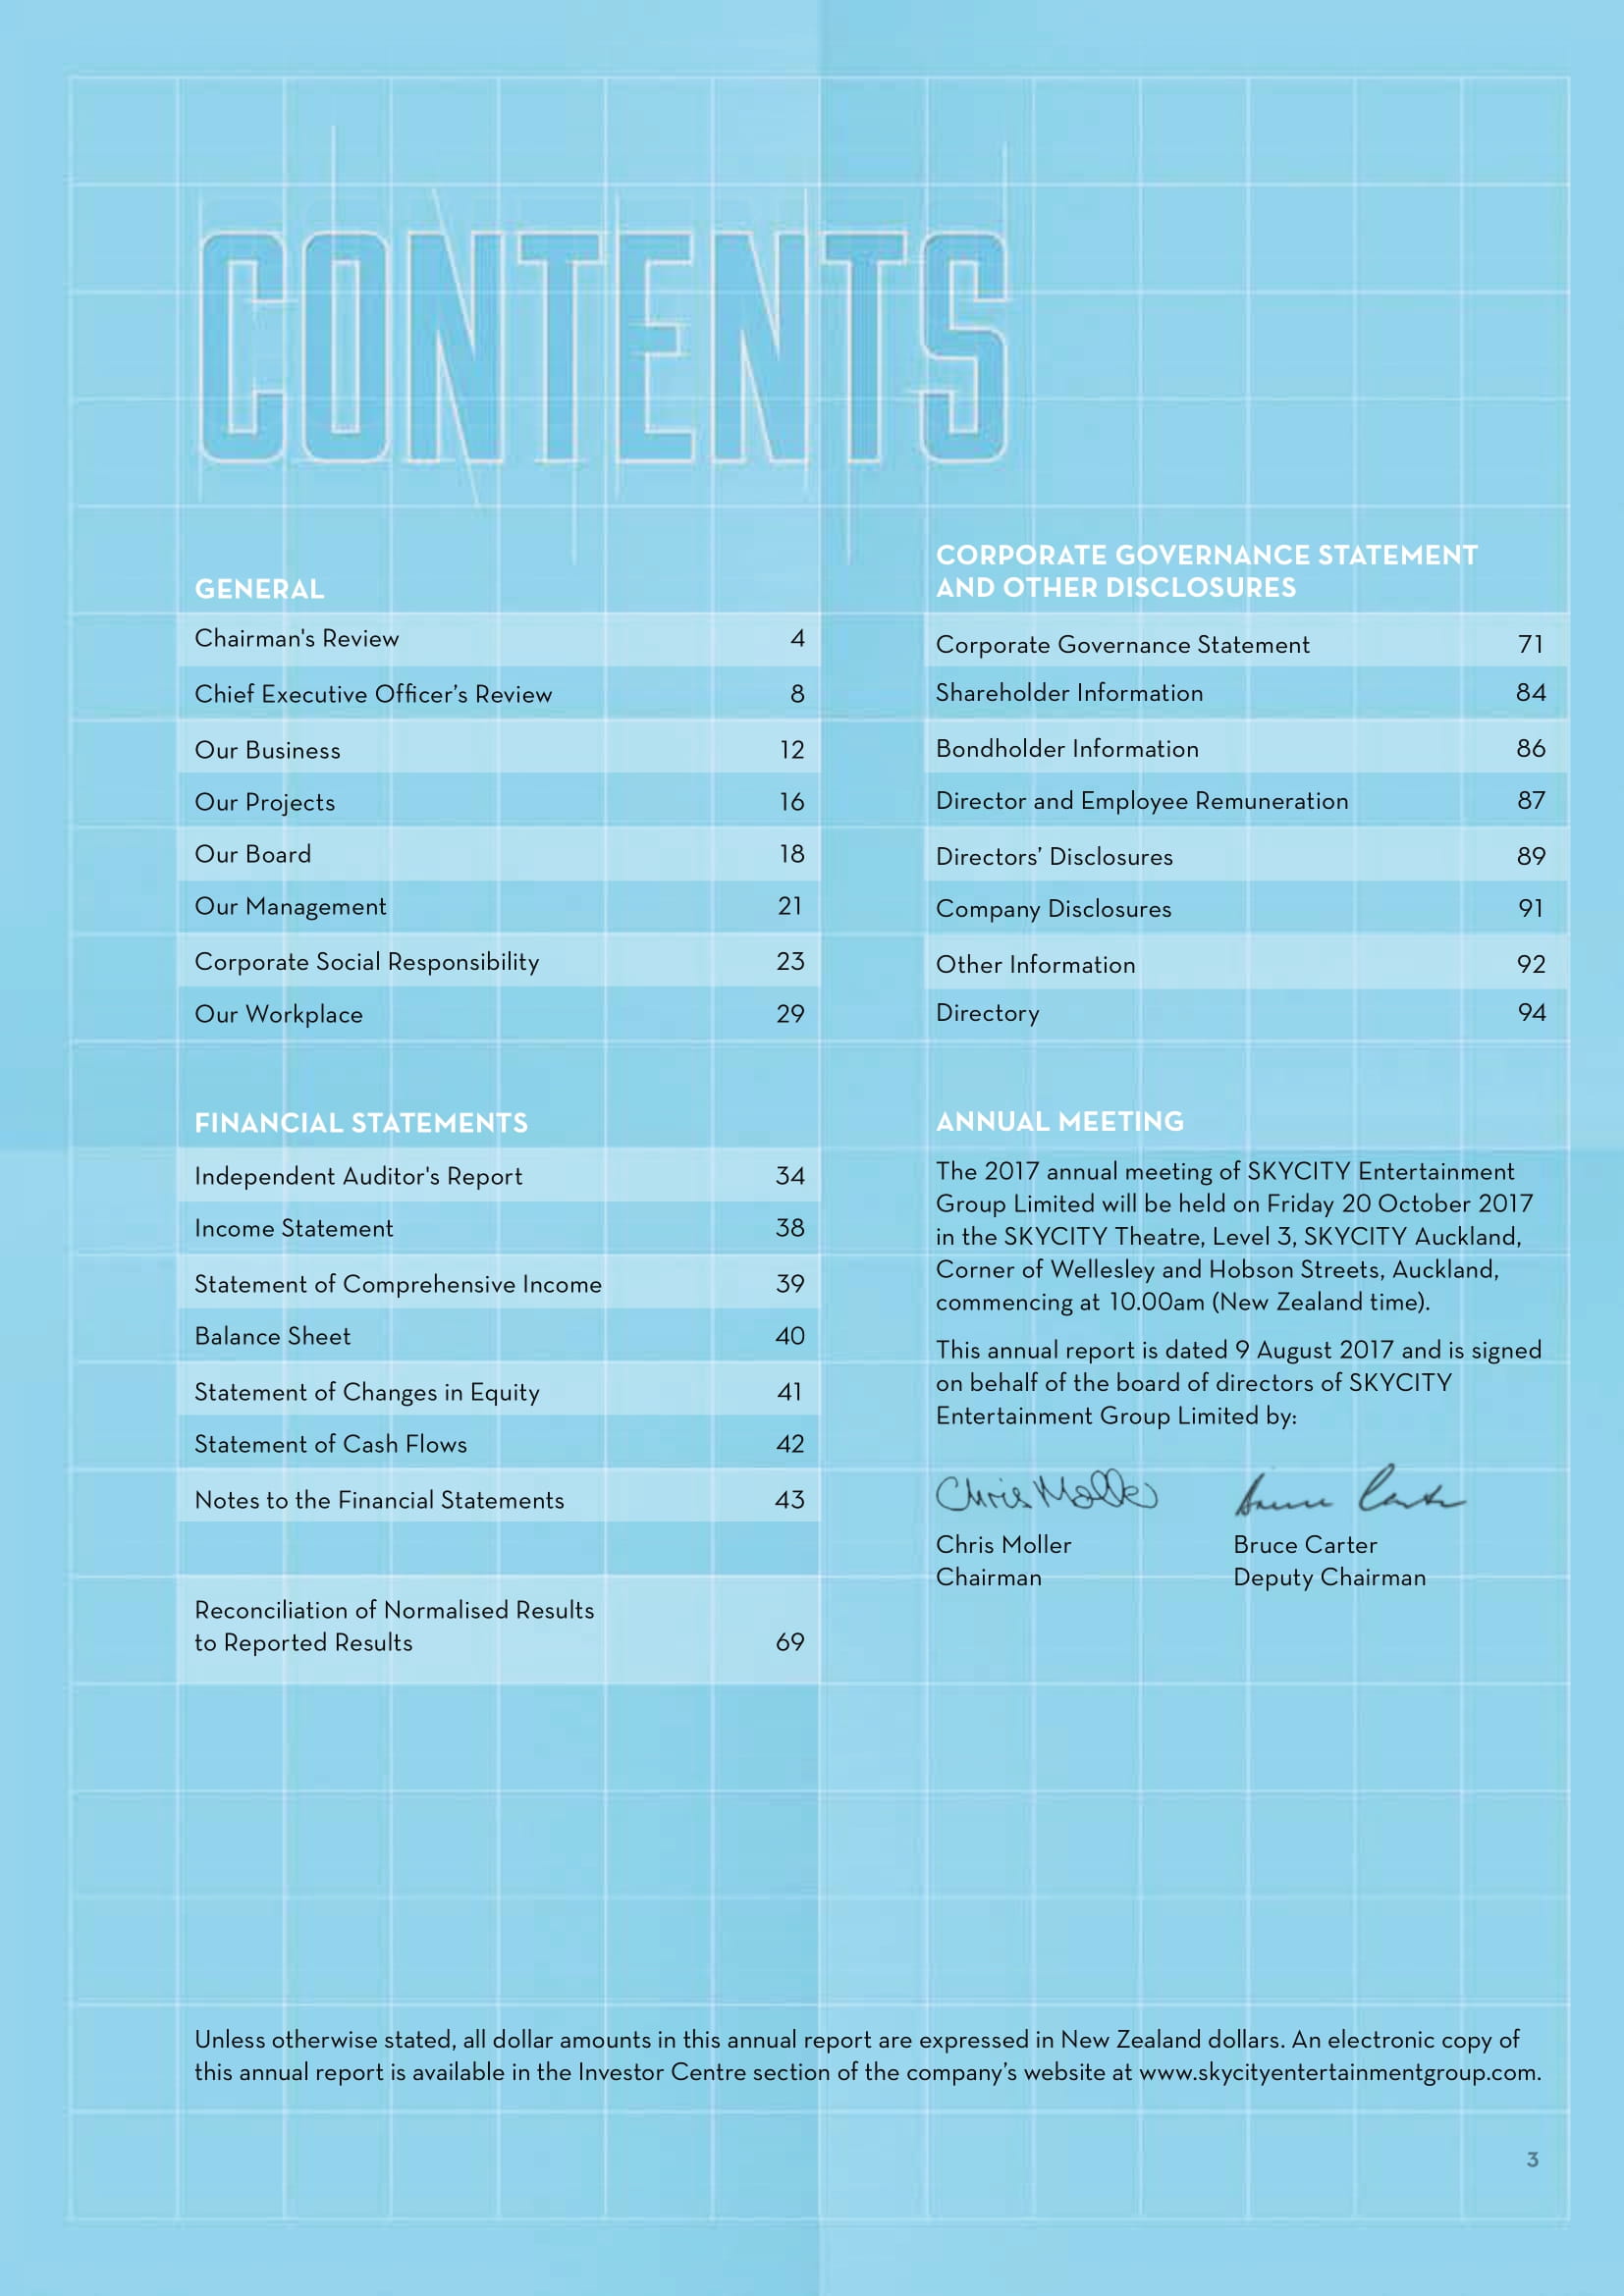 CONTENTS
GENERAL
Chairman's Review 4
Chief Executive Officer’s Review 8
Our Business 12
Our Projects 16
Our Board 18
Our Management 21
Corporate Social Responsibility 23
Our Workplace 29
FINANCIAL STATEMENTS
Independent Auditor's Report 34
Income Statement 38
Statement of Comprehensive Income 39
Balance Sheet 40
Statement of Changes in Equity 41
Statement of Cash Flows 42
Notes to the Financial Statements 43
Reconciliation of Normalised Results
to Reported Results 69
CORPORATE GOVERNANCE STATEMENT
AND OTHER DISCLOSURES
Corporate Governance Statement 71
Shareholder Information 84
Bondholder Information 86
Director and Employee Remuneration 87
Directors’ Disclosures 89
Company Disclosures 91
Other Information 92
Directory 94
ANNUAL MEETING
The 2017 annual meeting of SKYCITY Entertainment
Group Limited will be held on Friday 20 October 2017
in the SKYCITY Theatre, Level 3, SKYCITY Auckland,
Corner of Wellesley and Hobson Streets, Auckland,
commencing at 10.00am (New Zealand time).
This annual report is dated 9 August 2017 and is signed
on behalf of the board of directors of SKYCITY
Entertainment Group Limited by:
Chris Moller Bruce Carter
Chris Moller Bruce Carter
Chairman Deputy Chairman
Unless otherwise stated, all dollar amounts in this annual report are expressed in New Zealand dollars. An electronic copy of
this annual report is available in the Investor Centre section of the company’s website at www.skycityentertainmentgroup.com.
3